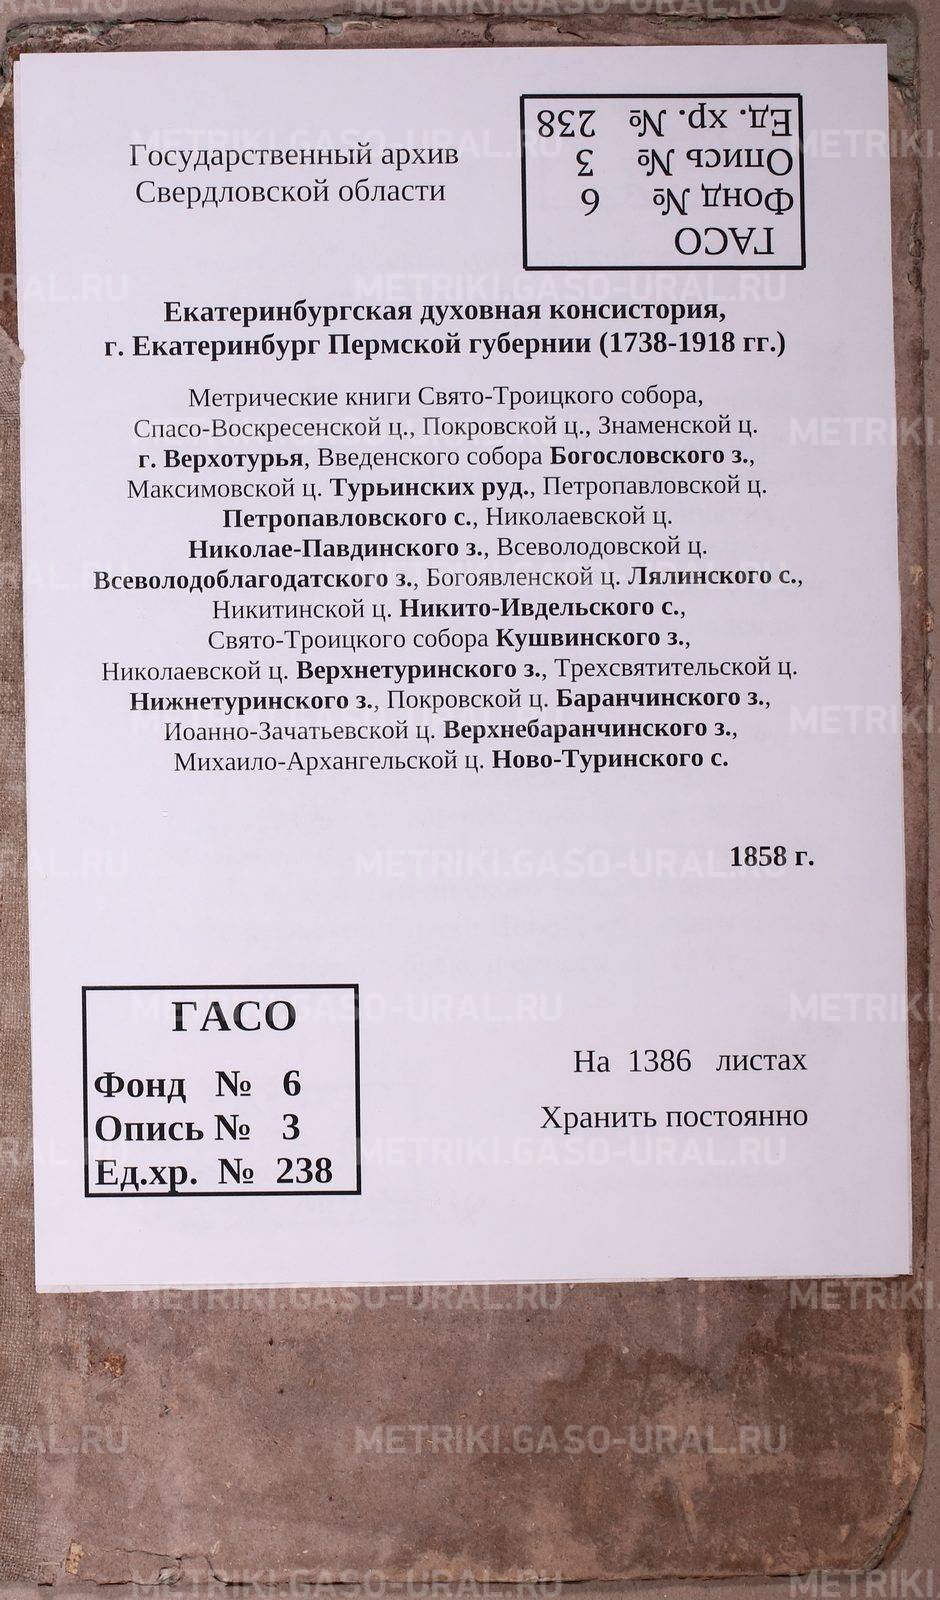 Государственный архив
Свердловской области
ГАСО
Фонд № 6
Опись № 3
Ед. хр. № 238
Екатеринбургская духовная консистория,
г. Екатеринбург Пермской губернии (1738-1918 гг.)
Метрические книги Свято-Троицкого собора,
Спасо-Воскресенской ц., Покровской ц., Знаменской ц.
г. Верхотурья, Введенского собора Богословского з.,
Максимовской ц. Турьинских руд., Петропавловской ц.
Петропавловского с., Николаевской ц.
Николае-Павдинского з., Всеволодовской ц.
Всеволодоблагодатского з., Богоявленской ц. Лялинского с.,
Никитинской ц. Никито-Ивдельского с.,
Свято-Троицкого собора Кушвинского з.,
Николаевской ц. Верхнетуринского з., Трехсвятительской ц.
Нижнетуринского з., Покровской ц. Баранчинского з.,
Иоанно-Зачатьевской ц. Верхнебаранчинского з.,
Михаило-Архангельской ц. Ново-Туринского с.
1858 г.
ГАСО
Фонд № 6
Опись № 3
Ед.хр. № 238
На 1386 листах
Хранить постоянно
METRIKI.GASO-URAL.RU